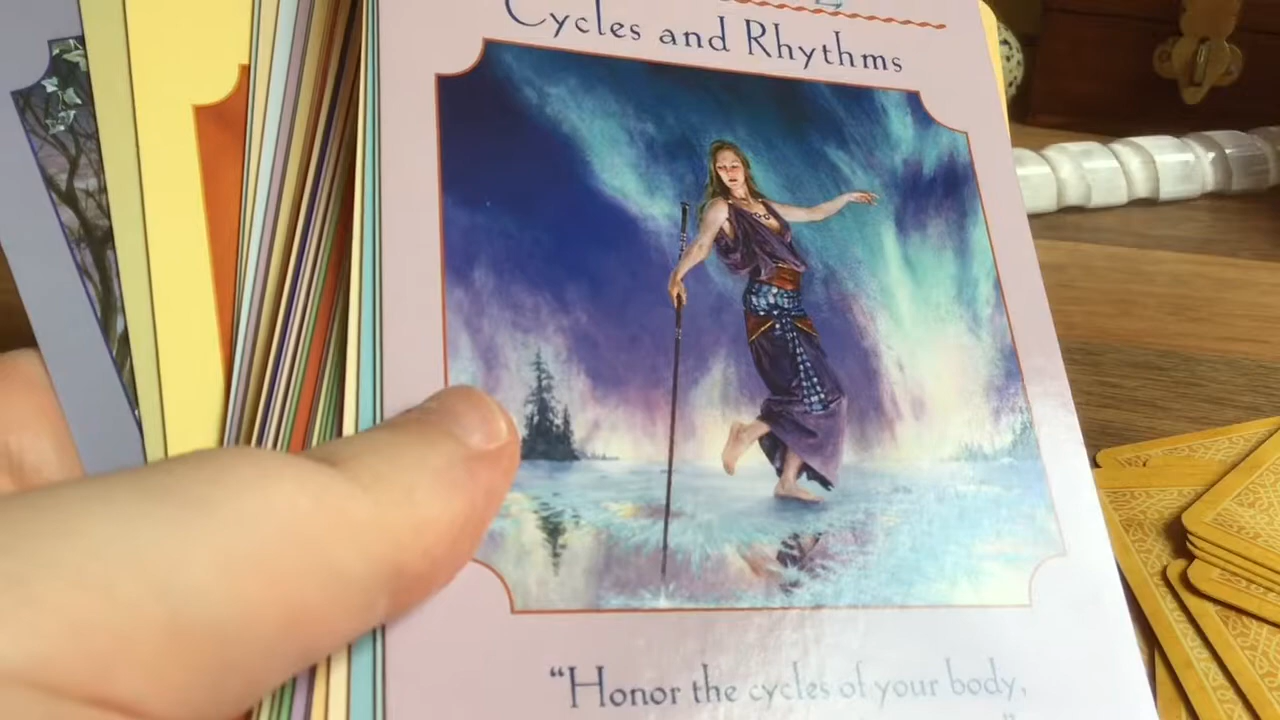 Cycles and Rhythms
“Honor the cycles of your body,
”